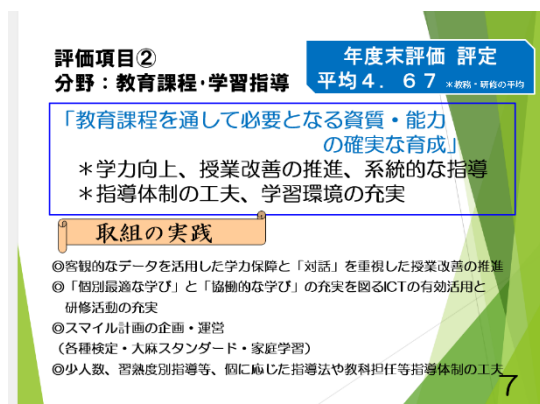 評価項目②
分野：教育課程・学習指導
年度末評価 評定
平均４．６７ ＊教務・研修の平均
「教育課程を通して必要となる資質・能力
の確実な育成」
＊学力向上、授業改善の推進、系統的な指導
＊指導体制の工夫、学習環境の充実
取組の実践
◎客観的なデータを活用した学力保障と「対話」を重視した授業改善の推進
◎「個別最適な学び」と「協働的な学び」の充実を図るICTの有効活用と
研修活動の充実
◎スマイル計画の企画・運営
（各種検定・大麻スタンダード・家庭学習）
◎少人数、習熟度別指導等、個に応じた指導法や教科担任等指導体制の工夫
7